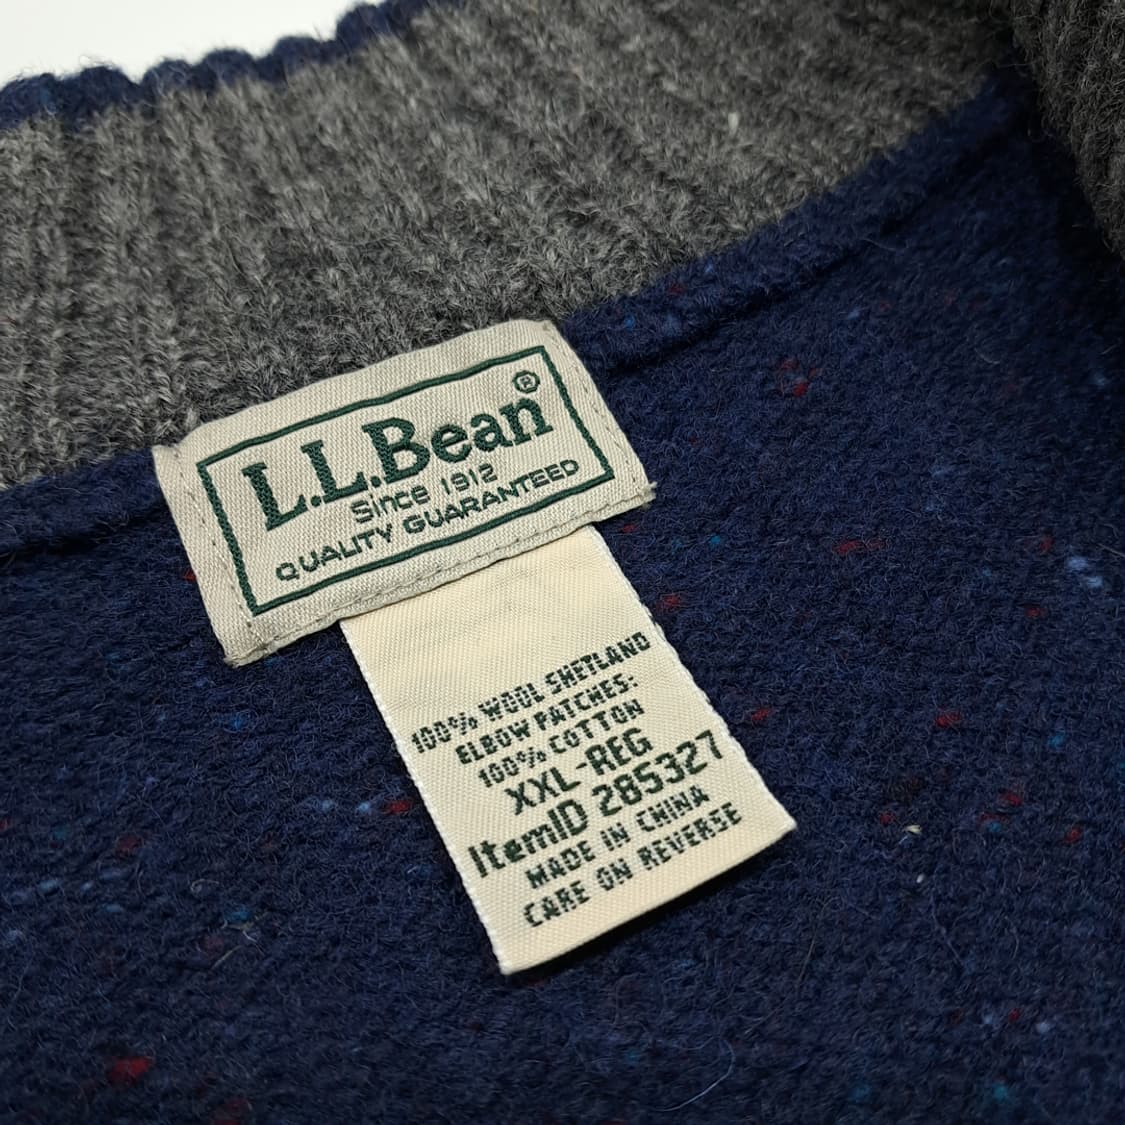 L.L.Bean®
Since 1912
QUALITY GUARANTEED
100% WOOL SHETLAND
ELBOW PATCHES:
100% COTTON
XXL-REG
ItemID 285327
MADE IN CHINA
CARE ON REVERSE